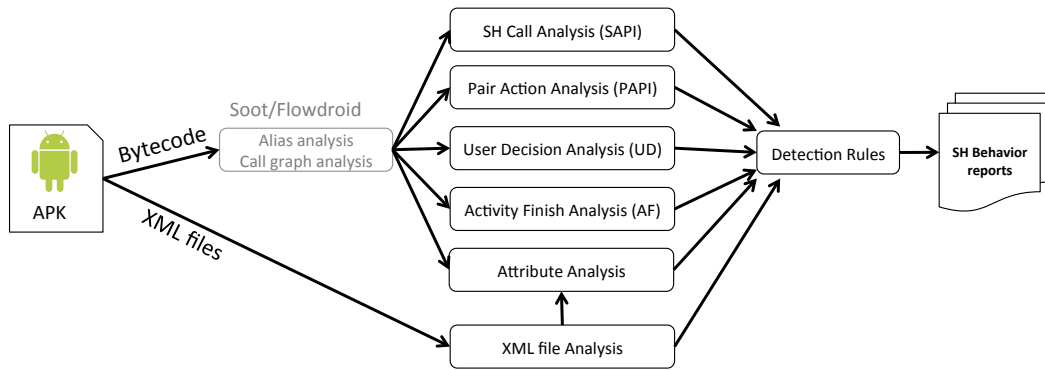 SH Call Analysis (SAPI)
Pair Action Analysis (PAPI)
Soot/Flowdroid
Bytecode
Alias analysis
Call graph analysis
User Decision Analysis (UD)
Detection Rules
SH Behavior
reports
APK
XML files
Activity Finish Analysis (AF)
Attribute Analysis
XML file Analysis